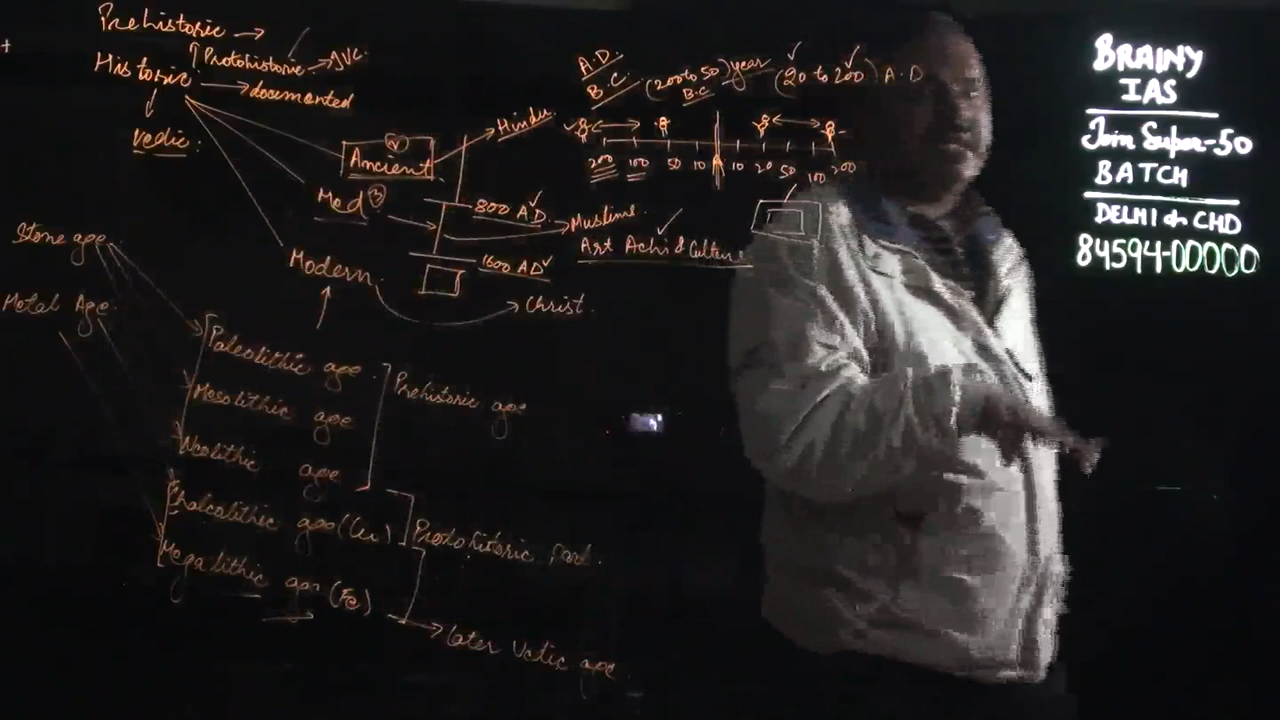 Prehistoric →
Protohistoric → IVC.
Historic → documented
Vedic.
Ancient
Hindu
Med
800 AD
Muslims.
Art Achi & Culture
Modern
1600 AD
Christ.
A.D.
B.C. (200 to 50) year (20 to 200) A.D
B.C
200 100 50 10 10 20 50 100 200
Stone age
Metal Age
Paleolithic age
Mesolithic age
Neolithic age
Prehistoric age
Chalcolithic age (Cu)
Protohistoric Part.
Megalithic age (Fe)
→ later Vedic age
BRAINY
IAS
Join Super-50
BATCH
DELHI & CHD
84594-00000